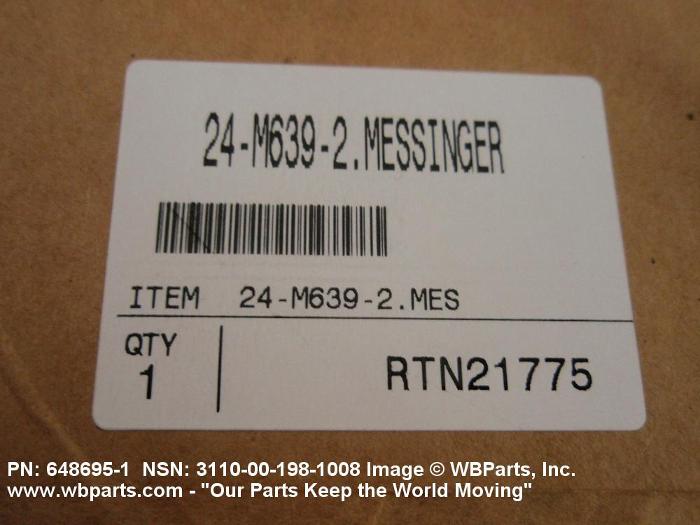 24-M639-2.MESSINGER
ITEM 24-M639-2.MES
QTY
1
RTN21775
PN: 648695-1 NSN: 3110-00-198-1008 Image © WBParts, Inc.
www.wbparts.com - "Our Parts Keep the World Moving"